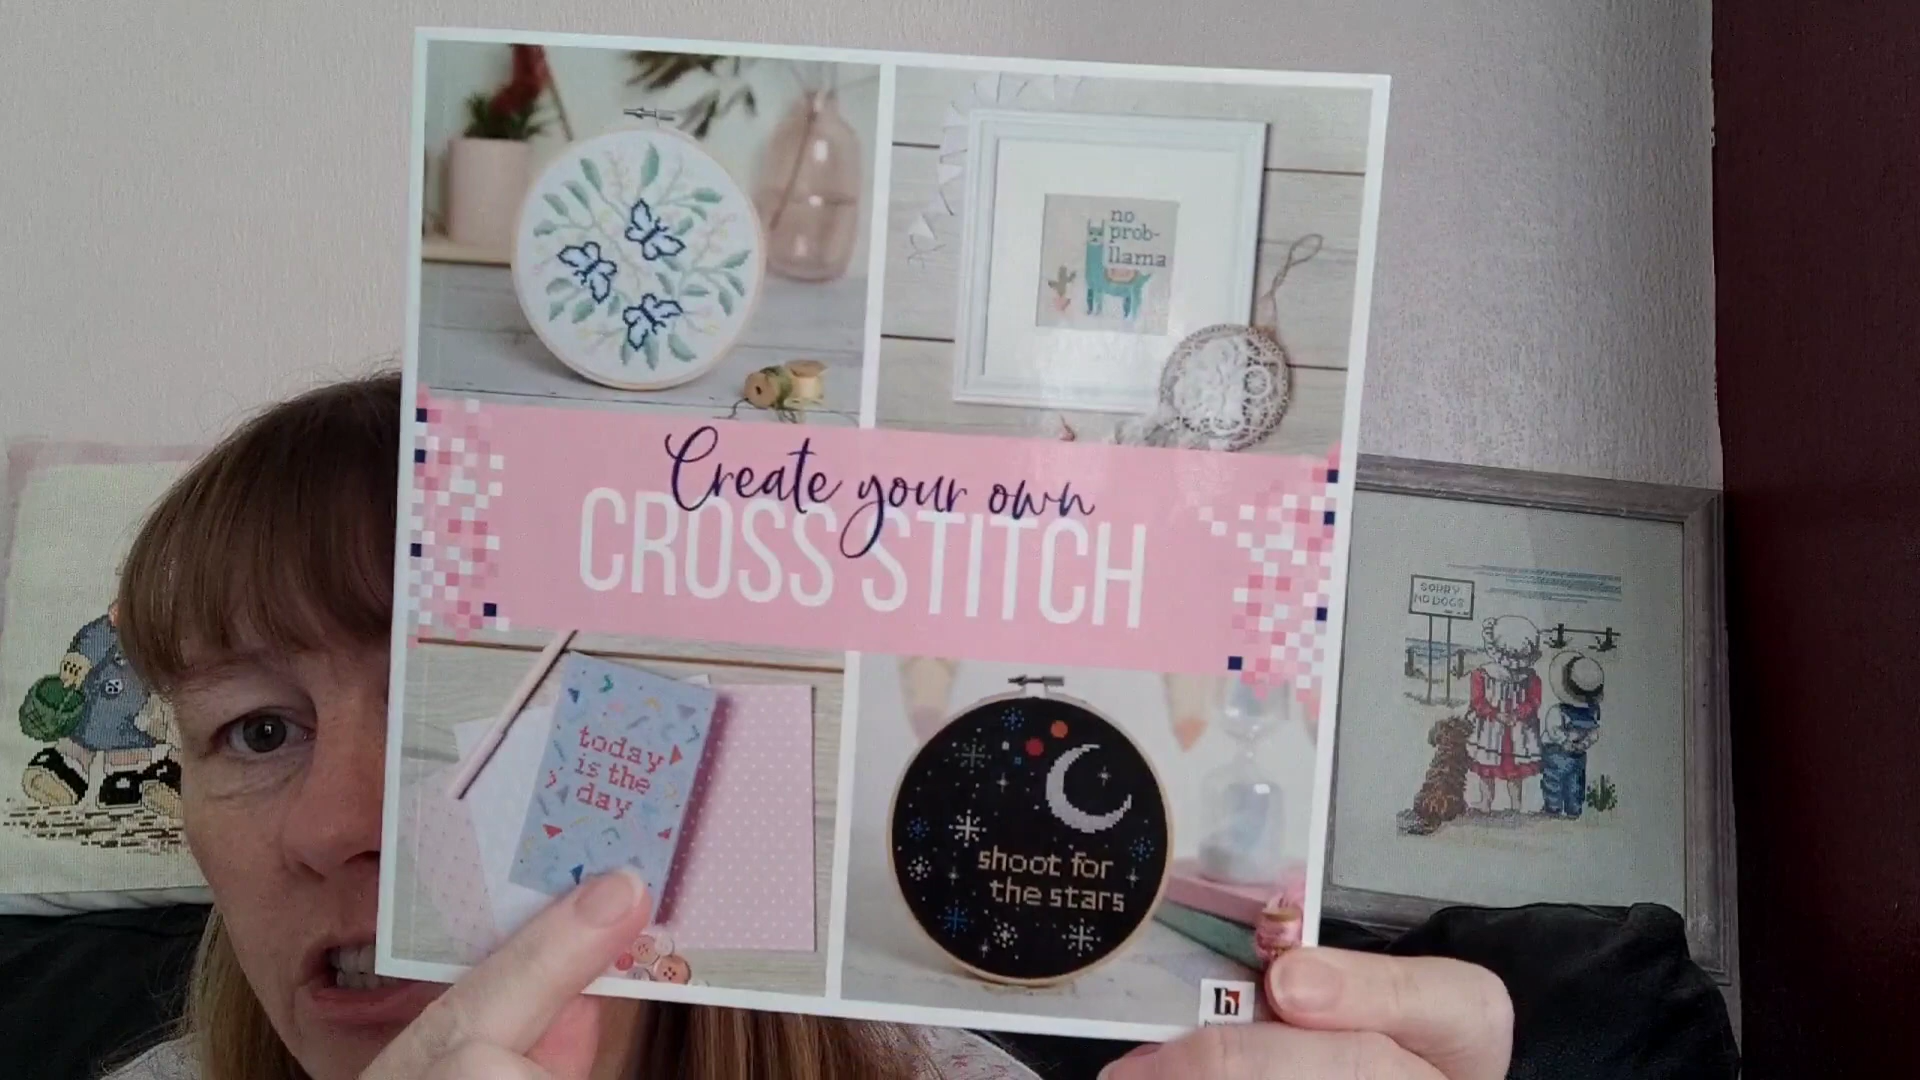 no
prob-
llama
Create your own
CROSS STITCH
SORRY
NO DOGS
today
is the
day
shoot for
the stars
h